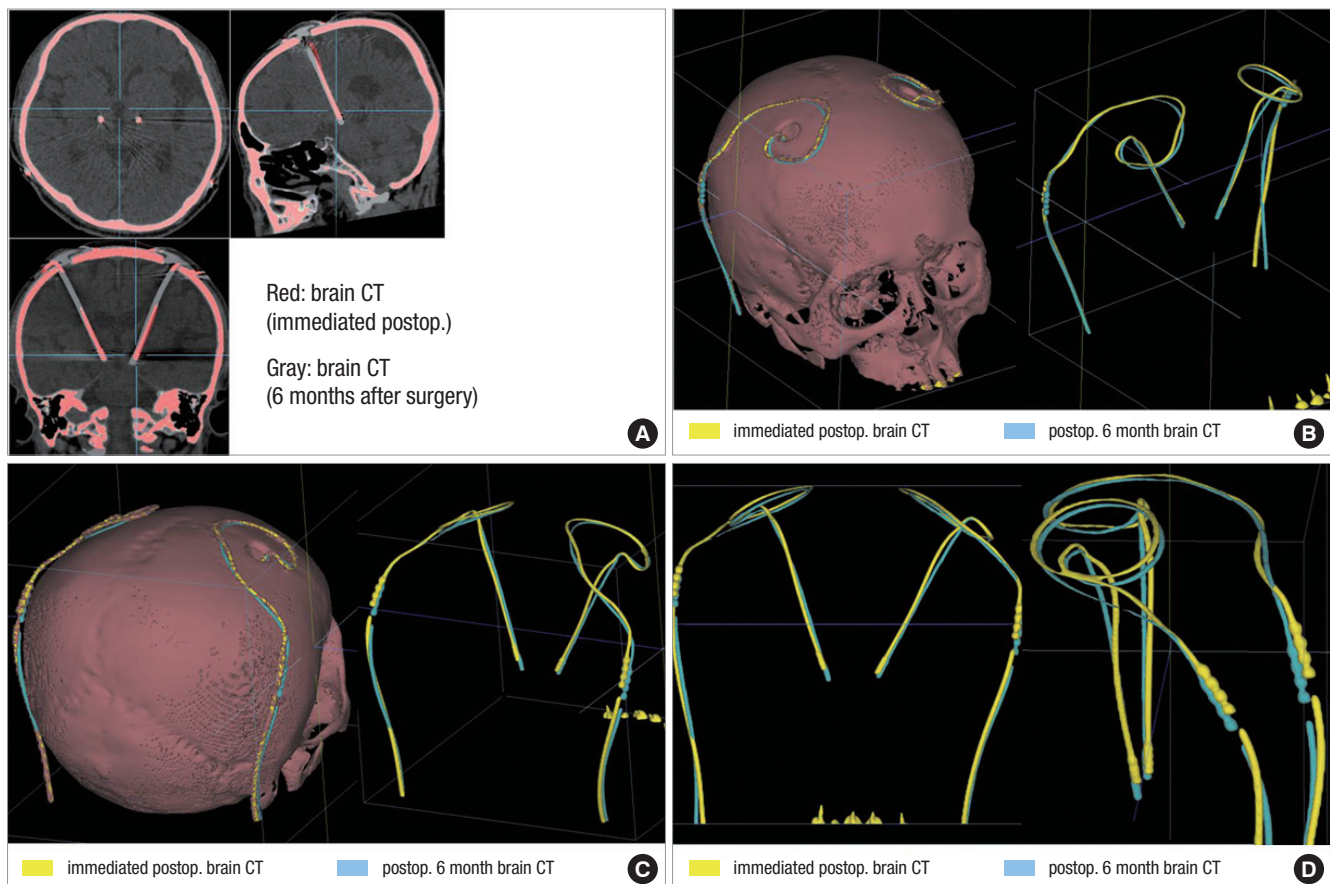 Red: brain CT
(immediated postop.)
Gray: brain CT
(6 months after surgery)
A
immediated postop. brain CT
postop. 6 month brain CT
B
immediated postop. brain CT
postop. 6 month brain CT
C
immediated postop. brain CT
postop. 6 month brain CT
D